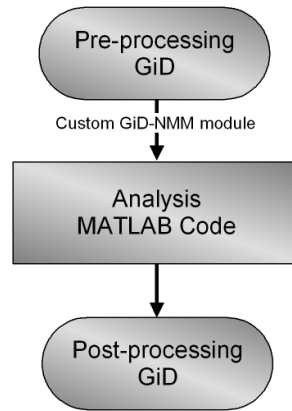 Pre-processing
GiD
Custom GiD-NMM module
Analysis
MATLAB Code
Post-processing
GiD